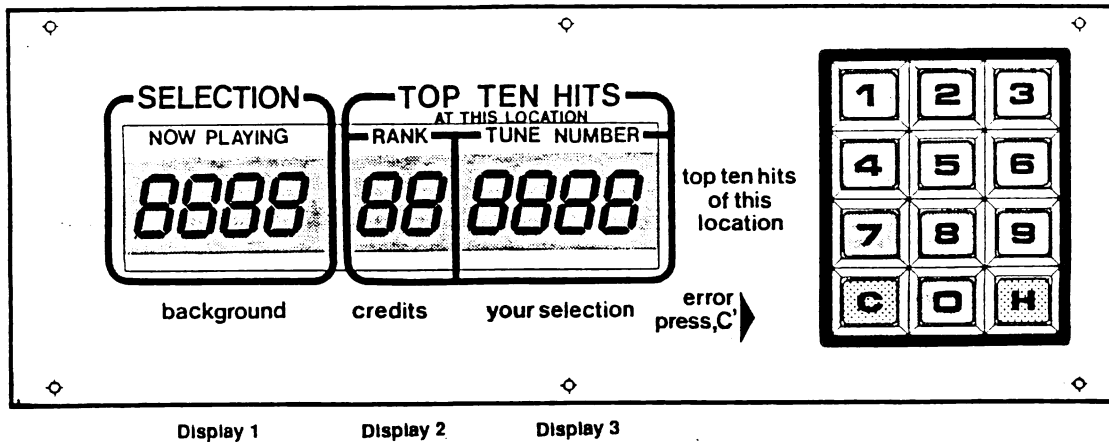 SELECTION
NOW PLAYING
8888
background
TOP TEN HITS
AT THIS LOCATION
RANK
TUNE NUMBER
88
8888
credits
your selection
top ten hits
of this
location
error
press,C'
1 2 3
4 5 6
7 8 9
C 0 H
Display 1
Display 2
Display 3